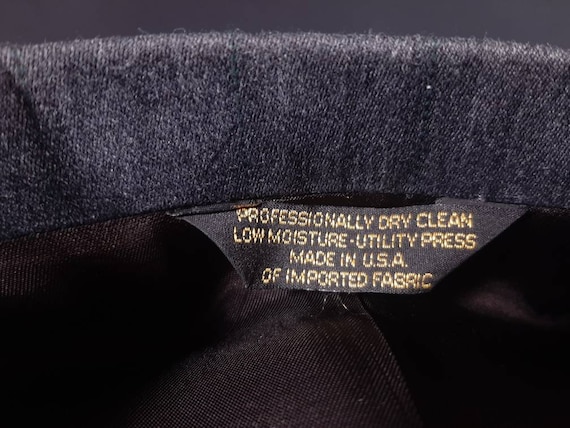 PROFESSIONALLY DRY CLEAN
LOW MOISTURE-UTILITY PRESS
MADE IN U.S.A.
OF IMPORTED FABRIC